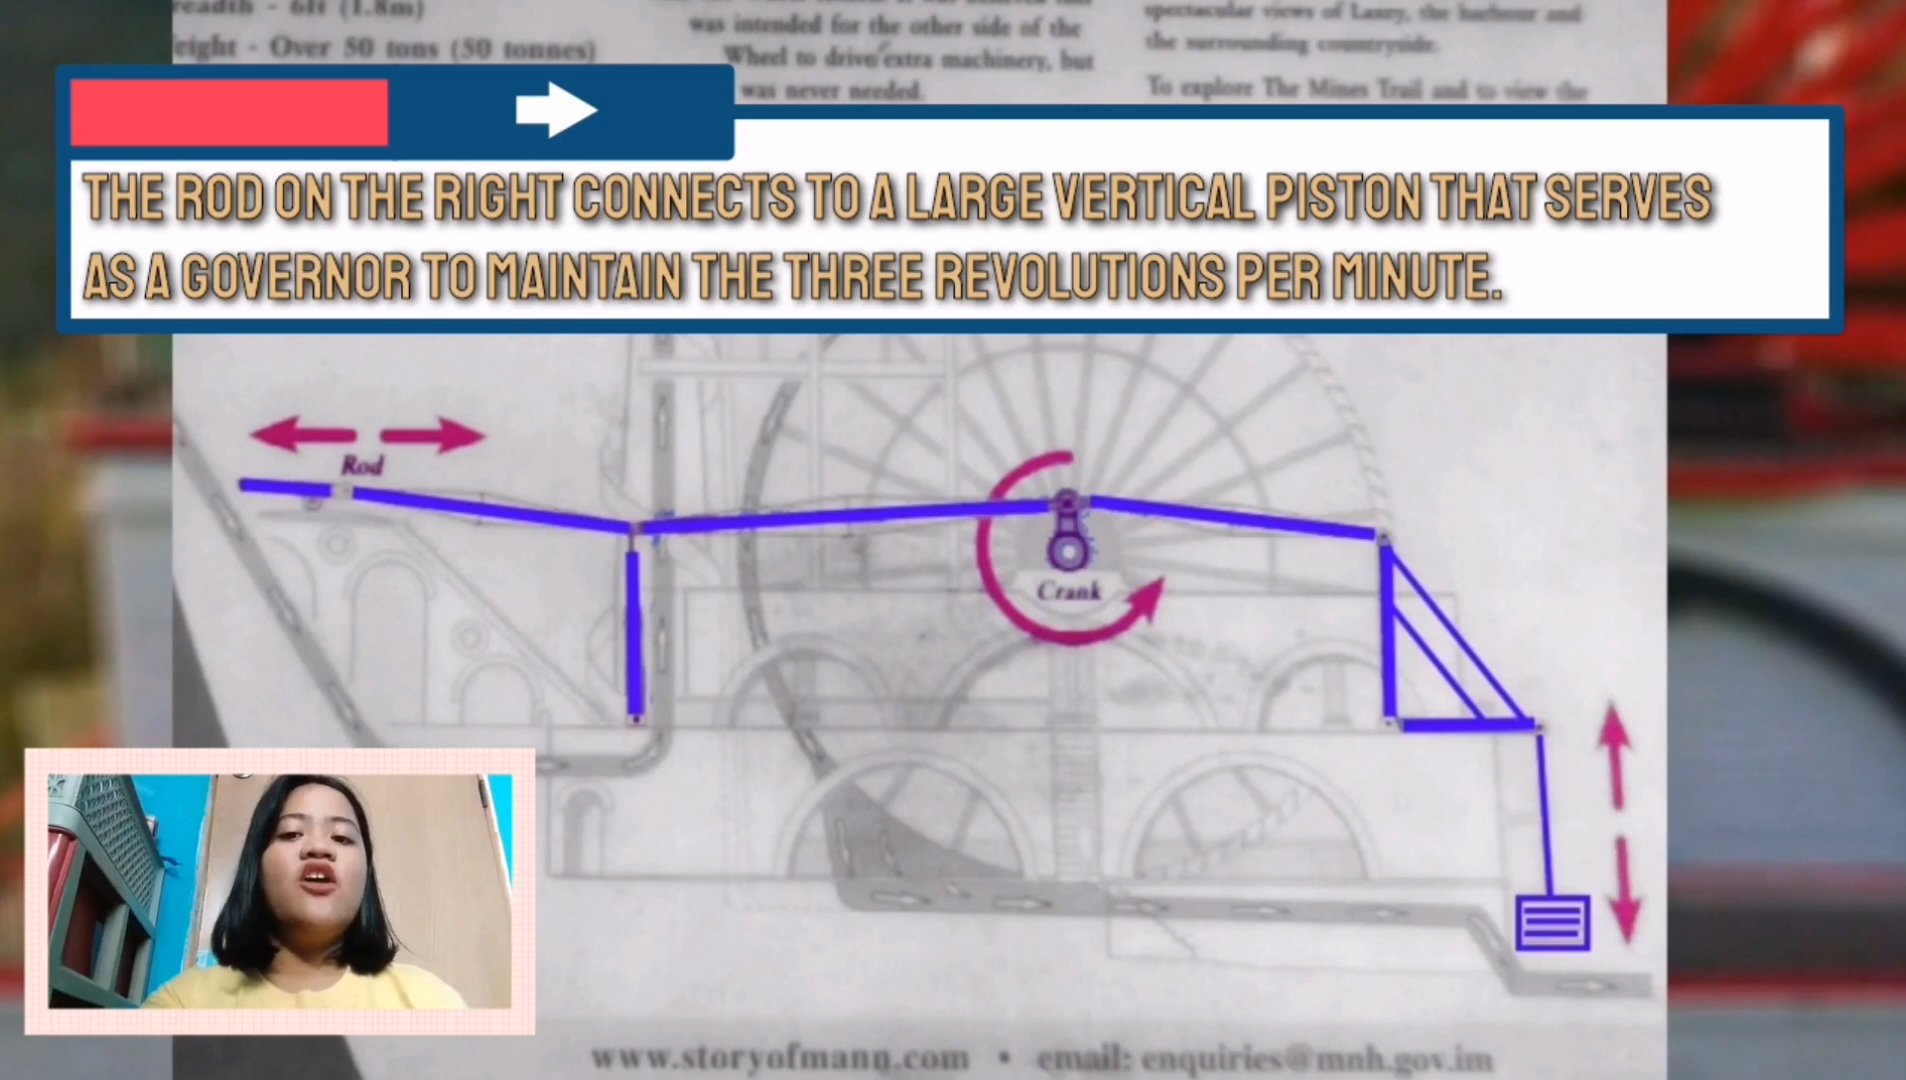 readth - 6ft (1.8m)
eight - Over 50 tons (50 tonnes)
was intended for the other side of the
Wheel to drive extra machinery, but
was never needed.
spectacular views of Laxey, the harbour and
the surrounding countryside.
To explore The Mines Trail and to view the
THE ROD ON THE RIGHT CONNECTS TO A LARGE VERTICAL PISTON THAT SERVES
AS A GOVERNOR TO MAINTAIN THE THREE REVOLUTIONS PER MINUTE.
Rod
Crank
www.storyofmann.com • email: enquiries@mnh.gov.im